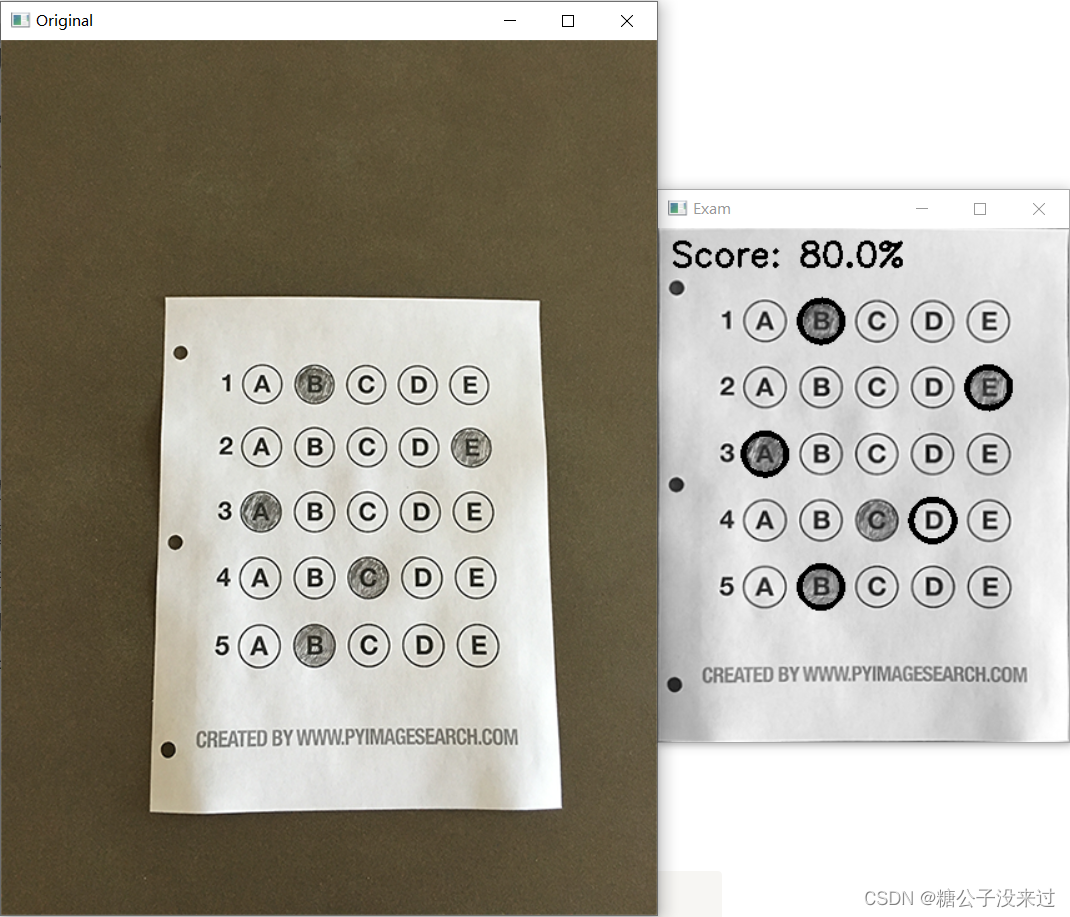 Original
1 A B C D E
2 A B C D E
3 A B C D E
4 A B C D E
5 A B C D E
CREATED BY WWW.PYIMAGESEARCH.COM
Exam
Score: 80.0%
1 A B C D E
2 A B C D E
3 A B C D E
4 A B C D E
5 A B C D E
CREATED BY WWW.PYIMAGESEARCH.COM
CSDN @糖公子没来过